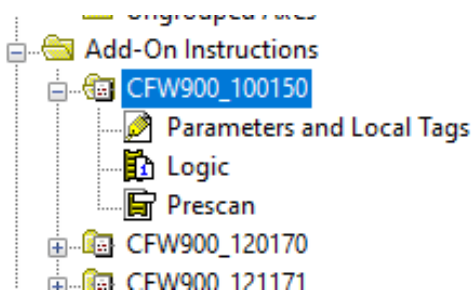 Add-On Instructions
CFW900_100150
Parameters and Local Tags
Logic
Prescan
CFW900_120170
CFW900_121171